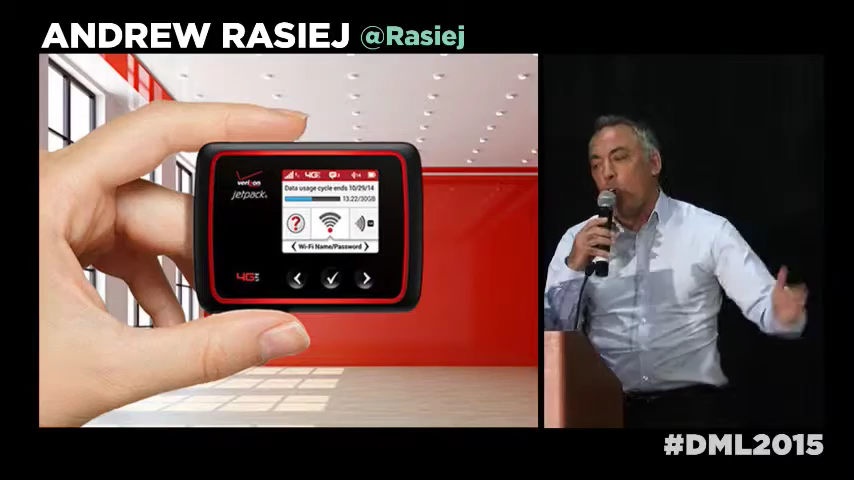 ANDREW RASIEJ @Rasiej
verizon
jetpack
4G
Data usage cycle ends 10/29/14
13.22/30GB
?
Wi-Fi Name/Password
4G LTE
#DML2015